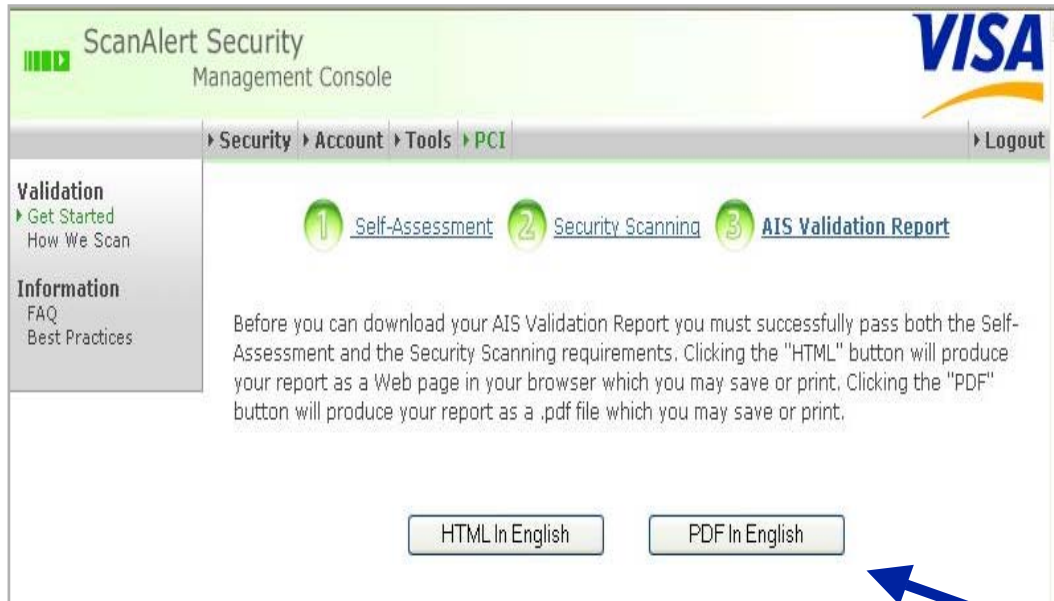 ScanAlert Security
Management Console
VISA
Security Account Tools PCI Logout
Validation
Get Started
How We Scan
Information
FAQ
Best Practices
1 Self-Assessment 2 Security Scanning 3 AIS Validation Report
Before you can download your AIS Validation Report you must successfully pass both the Self-
Assessment and the Security Scanning requirements. Clicking the "HTML" button will produce
your report as a Web page in your browser which you may save or print. Clicking the "PDF"
button will produce your report as a .pdf file which you may save or print.
HTML In English PDF In English